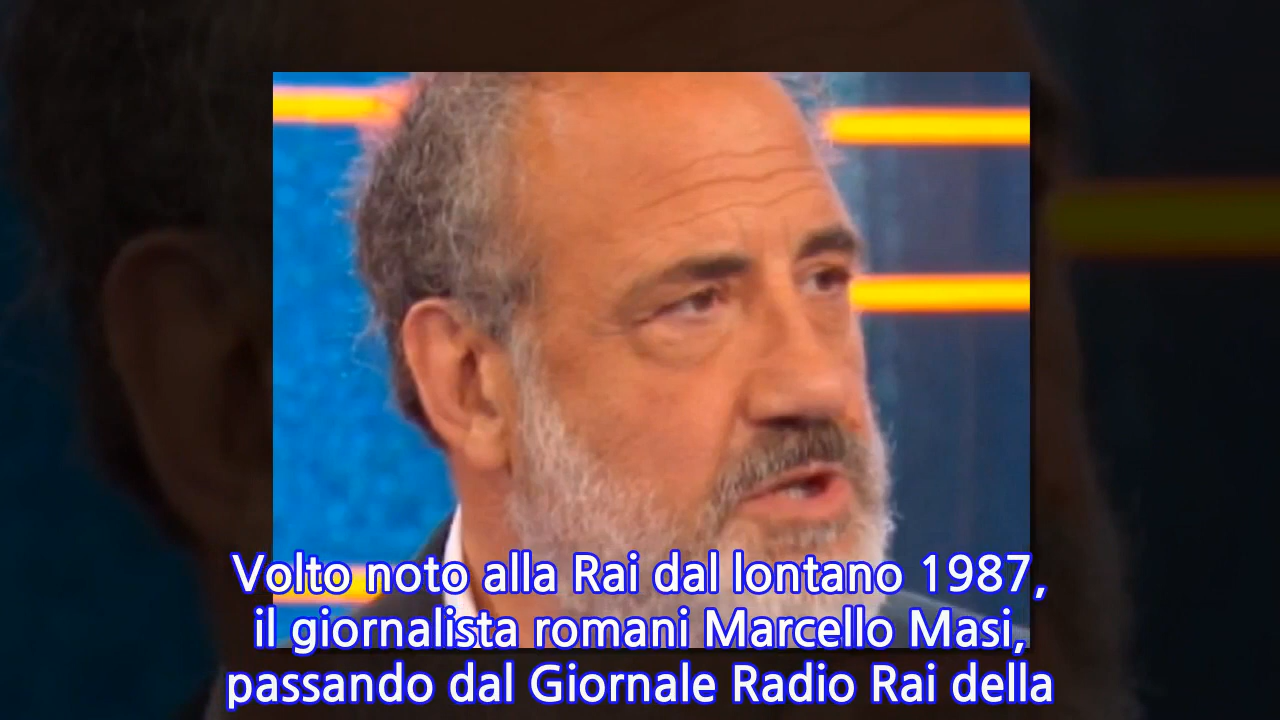 Volto noto alla Rai dal lontano 1987,
il giornalista romani Marcello Masi,
passando dal Giornale Radio Rai della